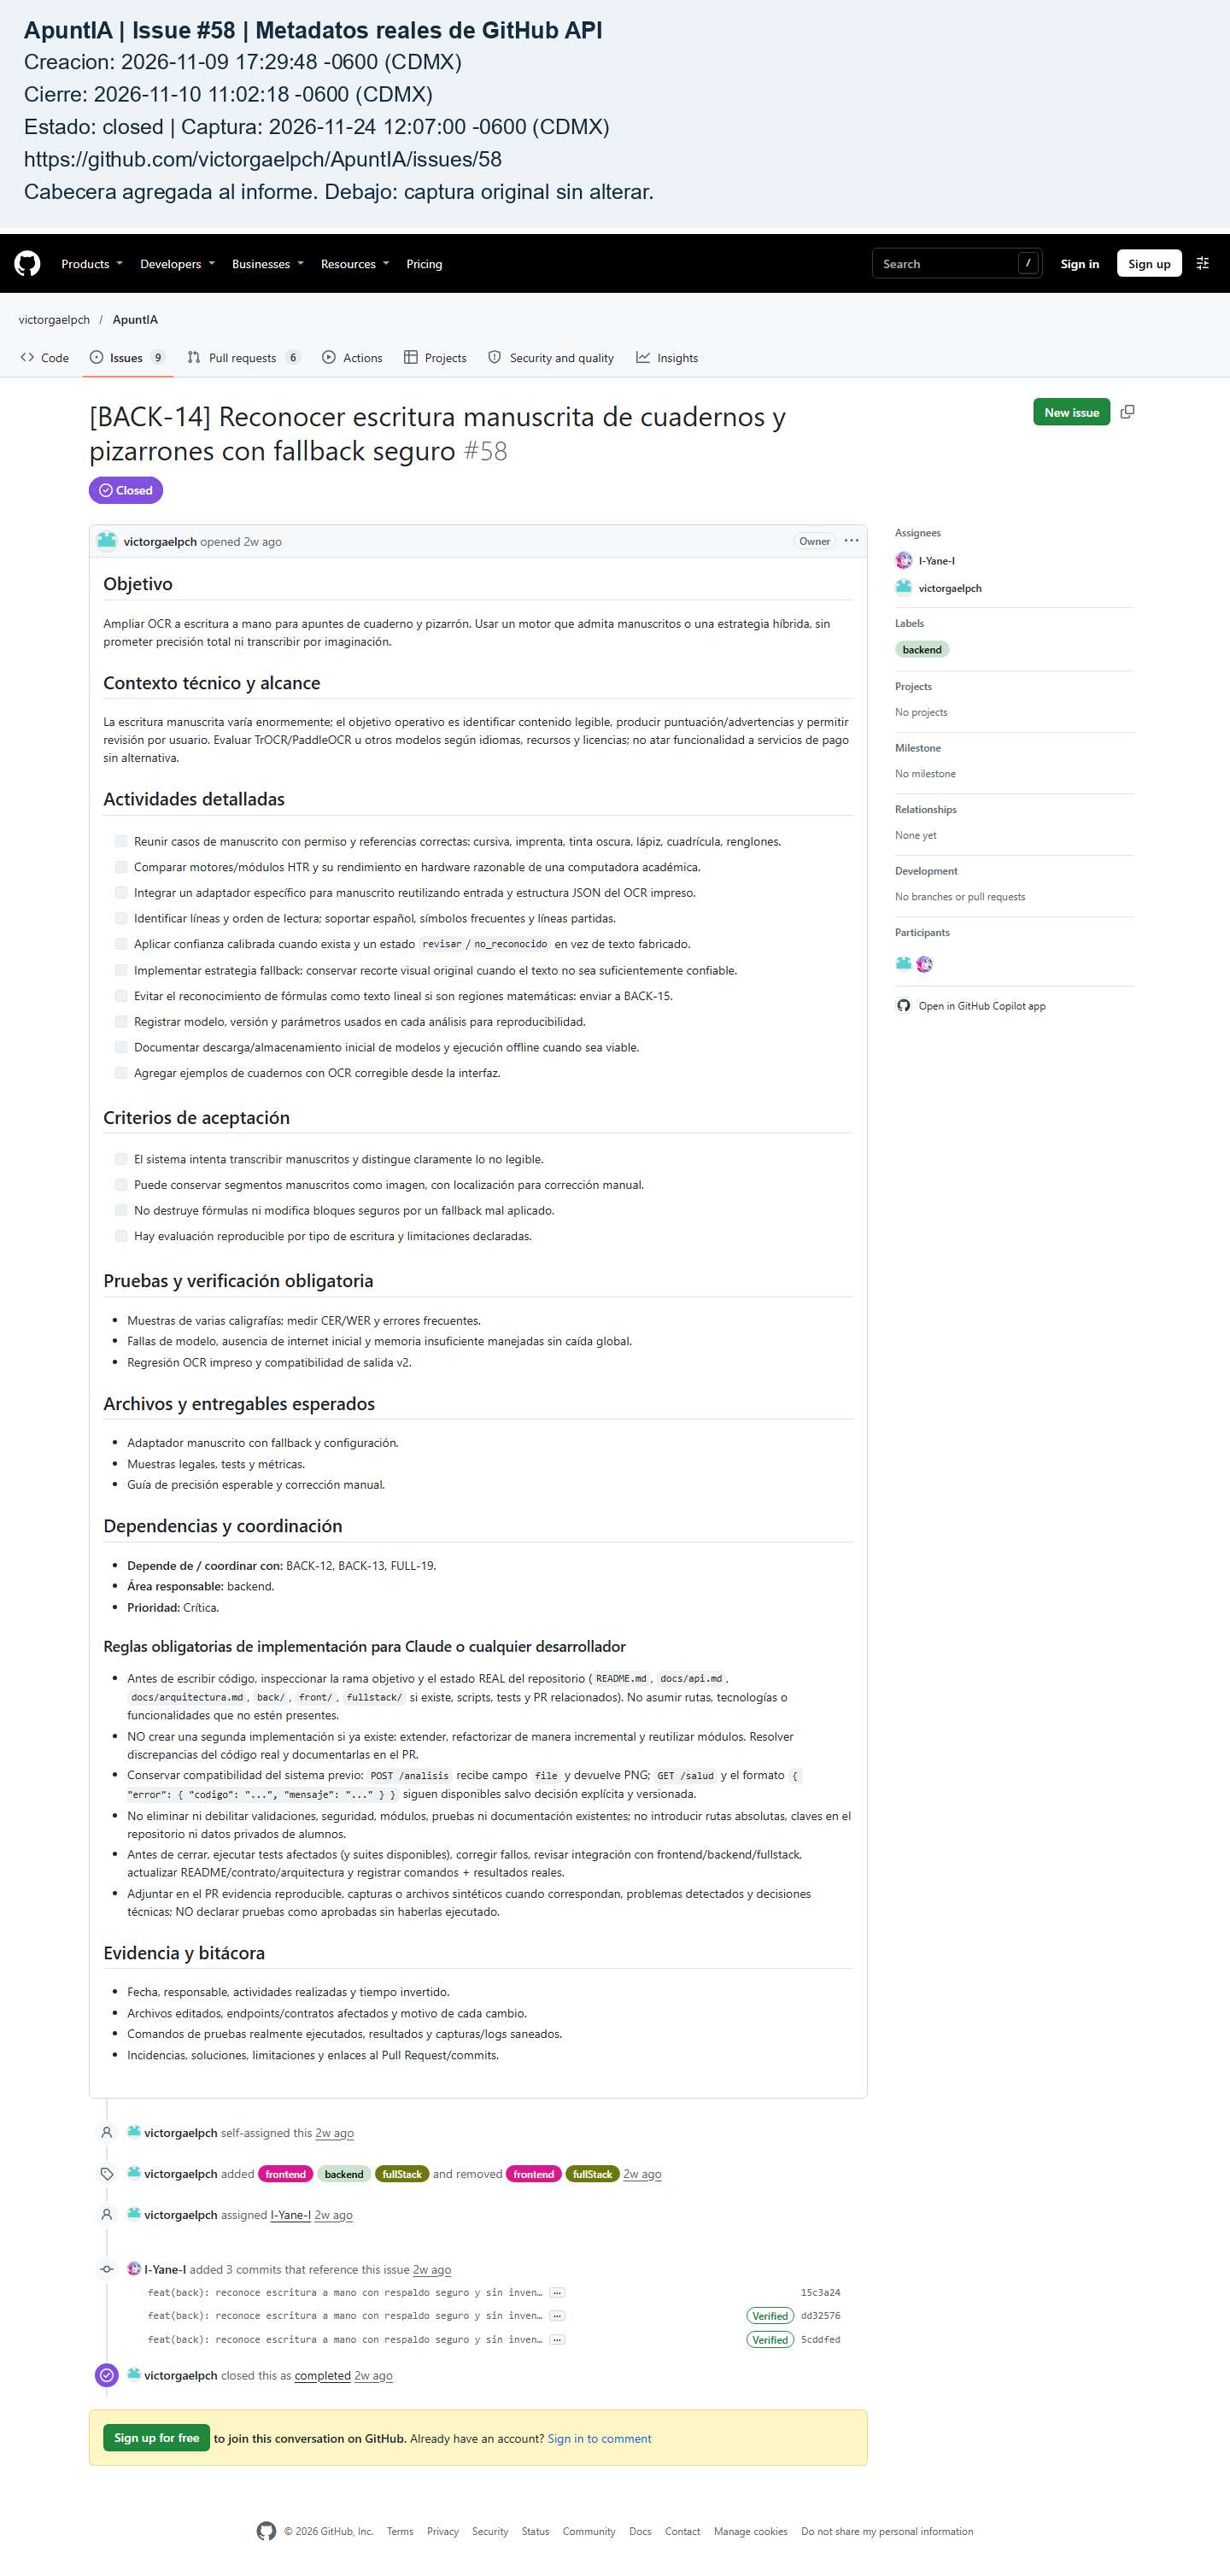 ApuntIA | Issue #58 | Metadatos reales de GitHub API
Creacion: 2026-11-09 17:29:48 -0600 (CDMX)
Cierre: 2026-11-10 11:02:18 -0600 (CDMX)
Estado: closed | Captura: 2026-11-24 12:07:00 -0600 (CDMX)
https://github.com/victorgaelpch/ApuntIA/issues/58
Cabecera agregada al informe. Debajo: captura original sin alterar.
Products Developers Businesses Resources Pricing Search / Sign in Sign up
victorgaelpch / ApuntIA
Code Issues 9 Pull requests 6 Actions Projects Security and quality Insights
[BACK-14] Reconocer escritura manuscrita de cuadernos y
pizarrones con fallback seguro #58
New issue
Closed
victorgaelpch opened 2w ago Owner ...
Objetivo
Ampliar OCR a escritura a mano para apuntes de cuaderno y pizarrón. Usar un motor que admita manuscritos o una estrategia híbrida, sin
prometer precisión total ni transcribir por imaginación.
Contexto técnico y alcance
La escritura manuscrita varía enormemente; el objetivo operativo es identificar contenido legible, producir puntuación/advertencias y permitir
revisión por usuario. Evaluar TrOCR/PaddleOCR u otros modelos según idiomas, recursos y licencias; no atar funcionalidad a servicios de pago
sin alternativa.
Actividades detalladas
Reunir casos de manuscrito con permiso y referencias correctas: cursiva, imprenta, tinta oscura, lápiz, cuadrícula, renglones.
Comparar motores/módulos HTR y su rendimiento en hardware razonable de una computadora académica.
Integrar un adaptador específico para manuscrito reutilizando entrada y estructura JSON del OCR impreso.
Identificar líneas y orden de lectura; soportar español, símbolos frecuentes y líneas partidas.
Aplicar confianza calibrada cuando exista y un estado revisar / no_reconocido en vez de texto fabricado.
Implementar estrategia fallback: conservar recorte visual original cuando el texto no sea suficientemente confiable.
Evitar el reconocimiento de fórmulas como texto lineal si son regiones matemáticas: enviar a BACK-15.
Registrar modelo, versión y parámetros usados en cada análisis para reproducibilidad.
Documentar descarga/almacenamiento inicial de modelos y ejecución offline cuando sea viable.
Agregar ejemplos de cuadernos con OCR corregible desde la interfaz.
Criterios de aceptación
El sistema intenta transcribir manuscritos y distingue claramente lo no legible.
Puede conservar segmentos manuscritos como imagen, con localización para corrección manual.
No destruye fórmulas ni modifica bloques seguros por un fallback mal aplicado.
Hay evaluación reproducible por tipo de escritura y limitaciones declaradas.
Pruebas y verificación obligatoria
Muestras de varias caligrafías; medir CER/WER y errores frecuentes.
Fallas de modelo, ausencia de internet inicial y memoria insuficiente manejadas sin caída global.
Regresión OCR impreso y compatibilidad de salida v2.
Archivos y entregables esperados
Adaptador manuscrito con fallback y configuración.
Muestras legales, tests y métricas.
Guía de precisión esperable y corrección manual.
Dependencias y coordinación
Depende de / coordinar con: BACK-12, BACK-13, FULL-19.
Área responsable: backend.
Prioridad: Crítica.
Reglas obligatorias de implementación para Claude o cualquier desarrollador
Antes de escribir código, inspeccionar la rama objetivo y el estado REAL del repositorio ( README.md , docs/api.md ,
docs/arquitectura.md , back/ , front/ , fullstack/ si existe, scripts, tests y PR relacionados). No asumir rutas, tecnologías o
funcionalidades que no estén presentes.
NO crear una segunda implementación si ya existe: extender, refactorizar de manera incremental y reutilizar módulos. Resolver
discrepancias del código real y documentarlas en el PR.
Conservar compatibilidad del sistema previo: POST /analisis recibe campo file y devuelve PNG; GET /salud y el formato {
"error": { "codigo": "...", "mensaje": "..." } } siguen disponibles salvo decisión explícita y versionada.
No eliminar ni debilitar validaciones, seguridad, módulos, pruebas ni documentación existentes; no introducir rutas absolutas, claves en el
repositorio ni datos privados de alumnos.
Antes de cerrar, ejecutar tests afectados (y suites disponibles), corregir fallos, revisar integración con frontend/backend/fullstack,
actualizar README/contrato/arquitectura y registrar comandos + resultados reales.
Adjuntar en el PR evidencia reproducible, capturas o archivos sintéticos cuando correspondan, problemas detectados y decisiones
técnicas; NO declarar pruebas como aprobadas sin haberlas ejecutado.
Evidencia y bitácora
Fecha, responsable, actividades realizadas y tiempo invertido.
Archivos editados, endpoints/contratos afectados y motivo de cada cambio.
Comandos de pruebas realmente ejecutados, resultados y capturas/logs saneados.
Incidencias, soluciones, limitaciones y enlaces al Pull Request/commits.
victorgaelpch self-assigned this 2w ago
victorgaelpch added frontend backend fullStack and removed frontend fullStack 2w ago
victorgaelpch assigned I-Yane-I 2w ago
I-Yane-I added 3 commits that reference this issue 2w ago
feat(back): reconoce escritura a mano con respaldo seguro y sin inven… ... 15c3a24
feat(back): reconoce escritura a mano con respaldo seguro y sin inven… ... Verified dd32576
feat(back): reconoce escritura a mano con respaldo seguro y sin inven… ... Verified 5cddfed
victorgaelpch closed this as completed 2w ago
Sign up for free to join this conversation on GitHub. Already have an account? Sign in to comment
Assignees
I-Yane-I
victorgaelpch
Labels
backend
Projects
No projects
Milestone
No milestone
Relationships
None yet
Development
No branches or pull requests
Participants
Open in GitHub Copilot app
© 2026 GitHub, Inc. Terms Privacy Security Status Community Docs Contact Manage cookies Do not share my personal information